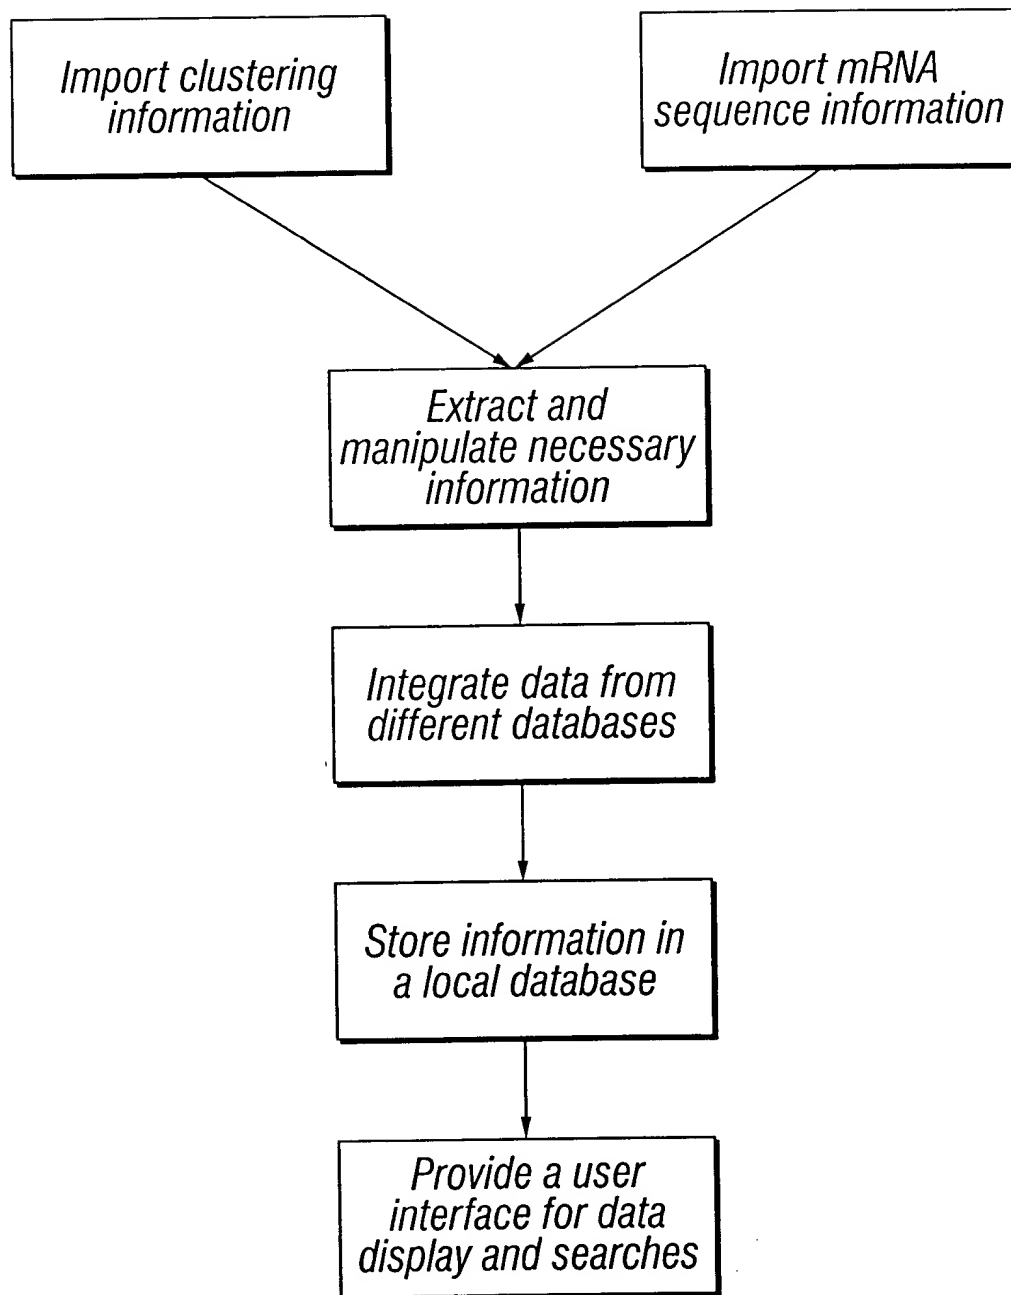 Import clustering
information
Import mRNA
sequence information
Extract and
manipulate necessary
information
Integrate data from
different databases
Store information in
a local database
Provide a user
interface for data
display and searches